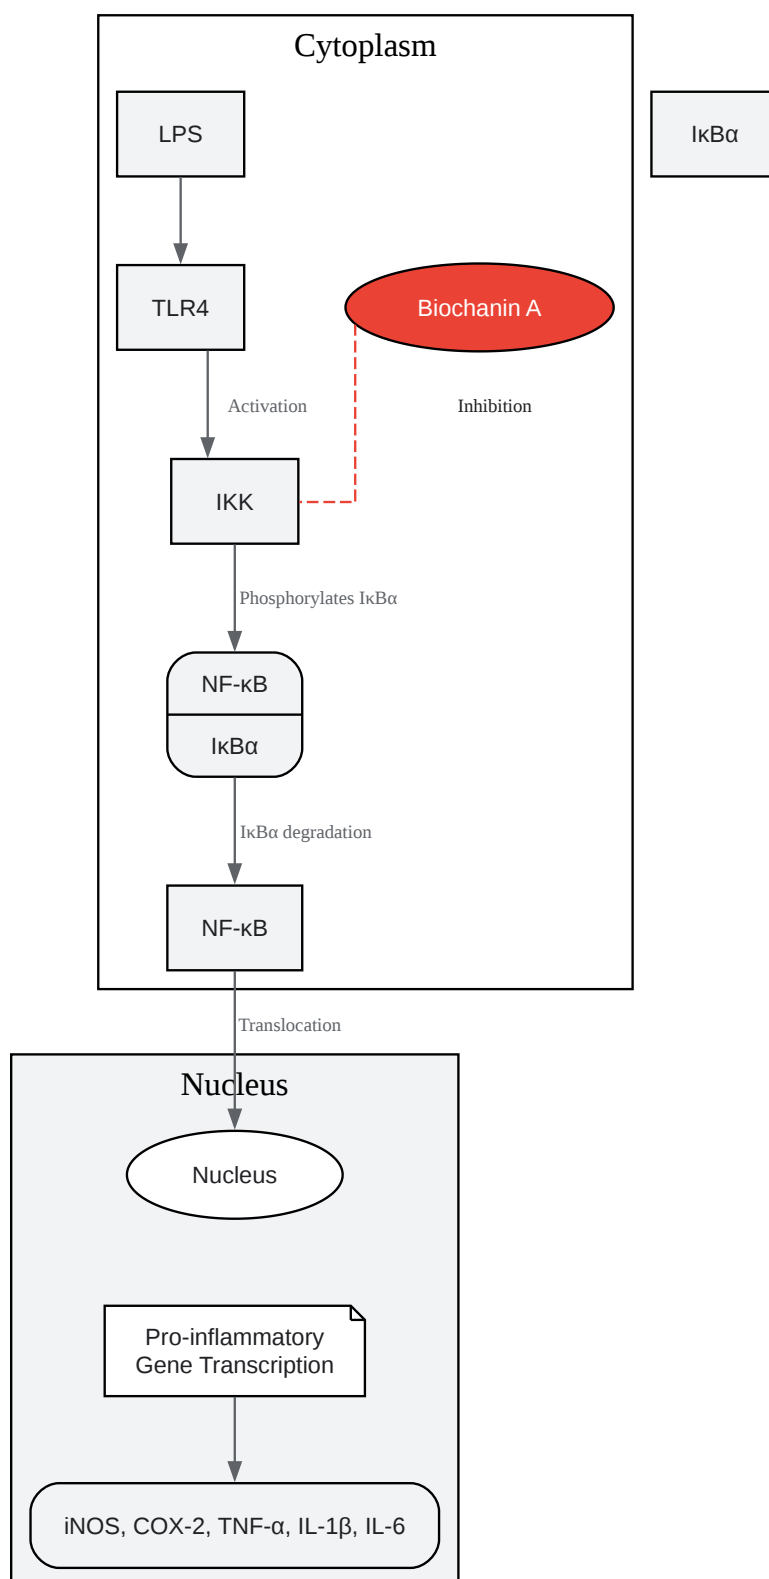 Cytoplasm
LPS
IκBα
TLR4
Biochanin A
Activation
Inhibition
IKK
Phosphorylates IκBα
NF-κB
IκBα
IκBα degradation
NF-κB
Translocation
Nucleus
Nucleus
Pro-inflammatory
Gene Transcription
iNOS, COX-2, TNF-α, IL-1β, IL-6